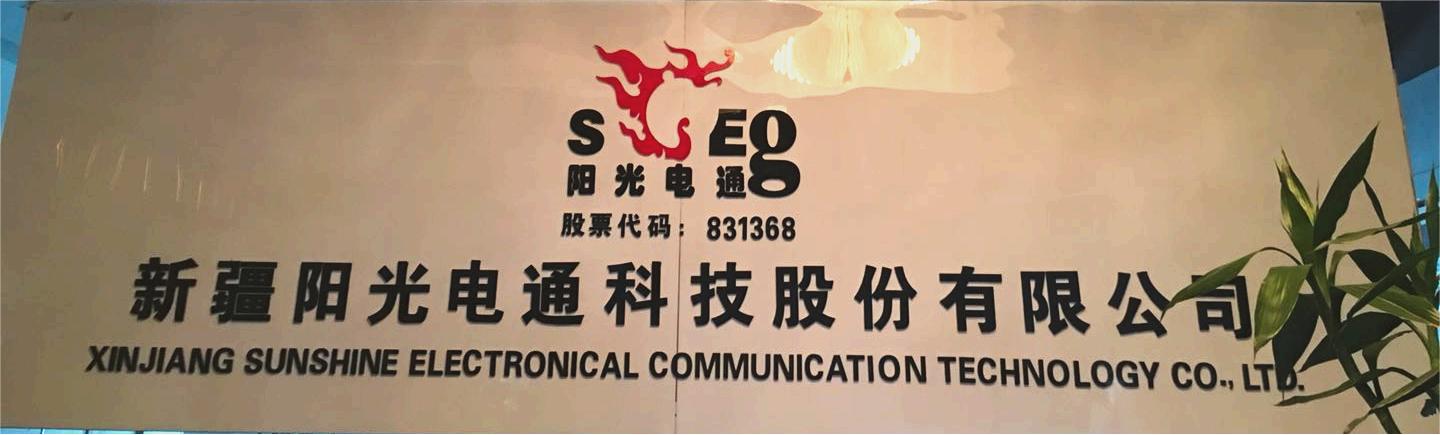 SCEg
阳光电通
股票代码：831368
新疆阳光电通科技股份有限公司
XINJIANG SUNSHINE ELECTRONICAL COMMUNICATION TECHNOLOGY CO., LTD.